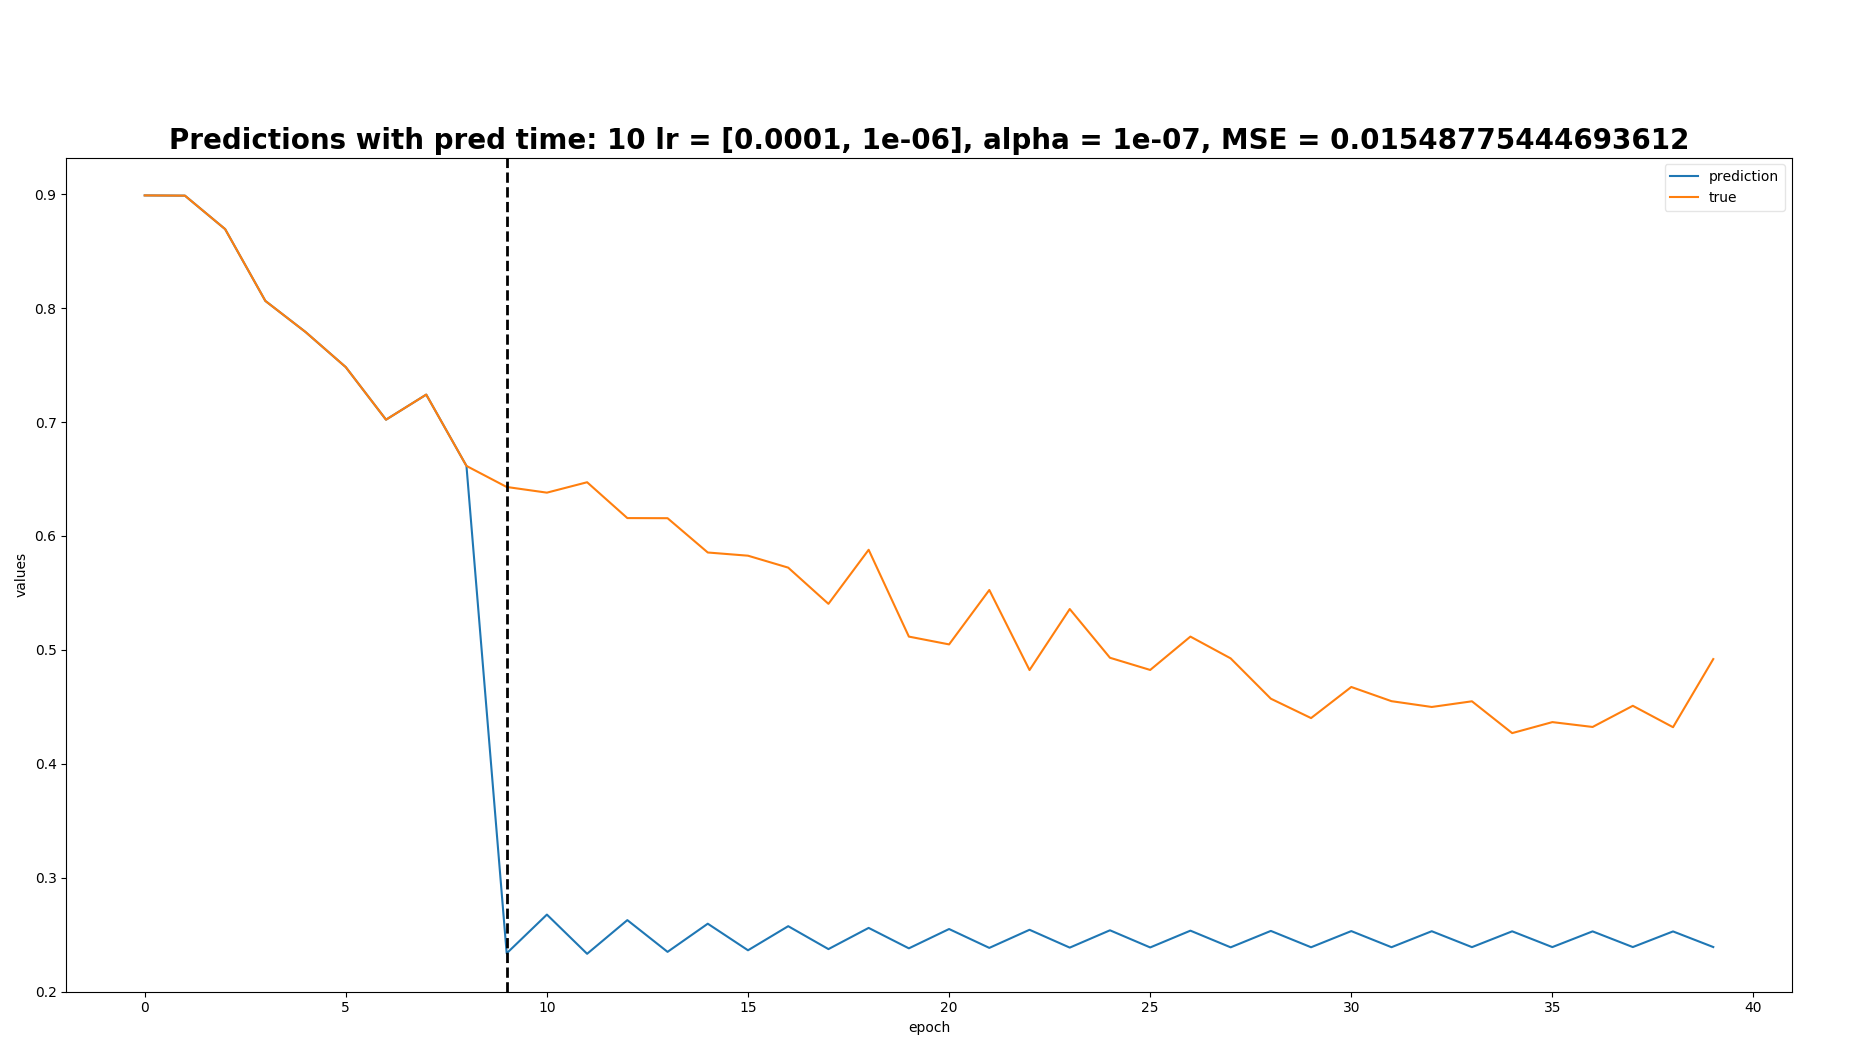 Predictions with pred time: 10 lr = [0.0001, 1e-06], alpha = 1e-07, MSE = 0.01548775444693612
prediction
true
0.9
0.8
0.7
0.6
0.5
0.4
0.3
0.2
values
0 5 10 15 20 25 30 35 40
epoch